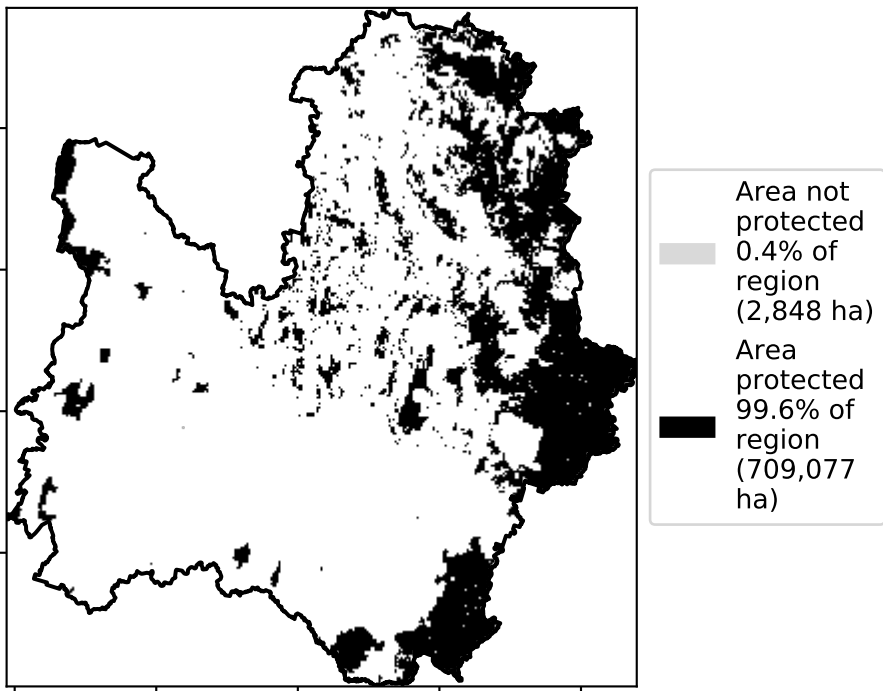 Area not
protected
0.4% of
region
(2,848 ha)
Area
protected
99.6% of
region
(709,077
ha)